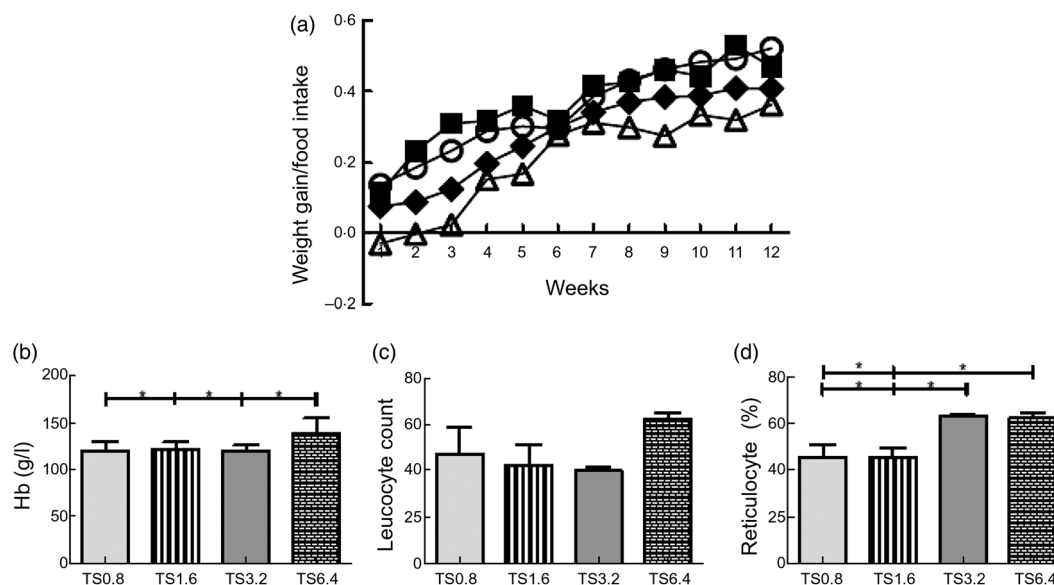 (a)
0·6
0·4
0·2
0·0
–0·2
Weight gain/food intake
1 2 3 4 5 6 7 8 9 10 11 12
Weeks
(b)
200
150
100
50
0
Hb (g/l)
* * *
TS0.8 TS1.6 TS3.2 TS6.4
(c)
80
60
40
25
0
Leucocyte count
TS0.8 TS1.6 TS3.2 TS6.4
(d)
80
60
40
25
0
Reticulocyte (%)
* *
* *
TS0.8 TS1.6 TS3.2 TS6.4